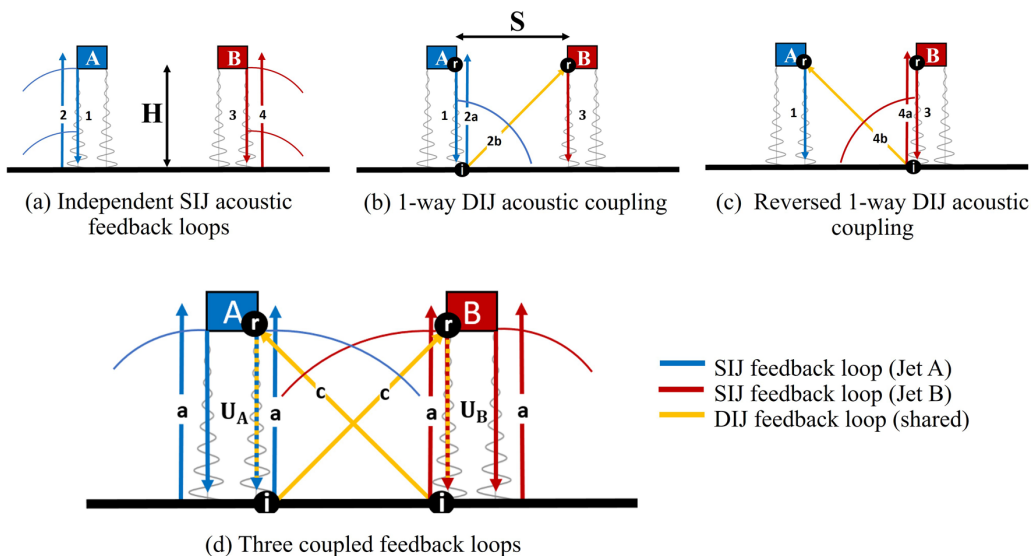 A
B
H
2
1
3
4
(a) Independent SIJ acoustic
feedback loops
S
A
r
r
B
1
2a
2b
3
i
(b) 1-way DIJ acoustic coupling
A
r
r
B
1
4a
3
4b
i
(c) Reversed 1-way DIJ acoustic
coupling
A
B
r
r
a
U_A
a
c
c
a
U_B
a
i
i
SIJ feedback loop (Jet A)
SIJ feedback loop (Jet B)
DIJ feedback loop (shared)
(d) Three coupled feedback loops